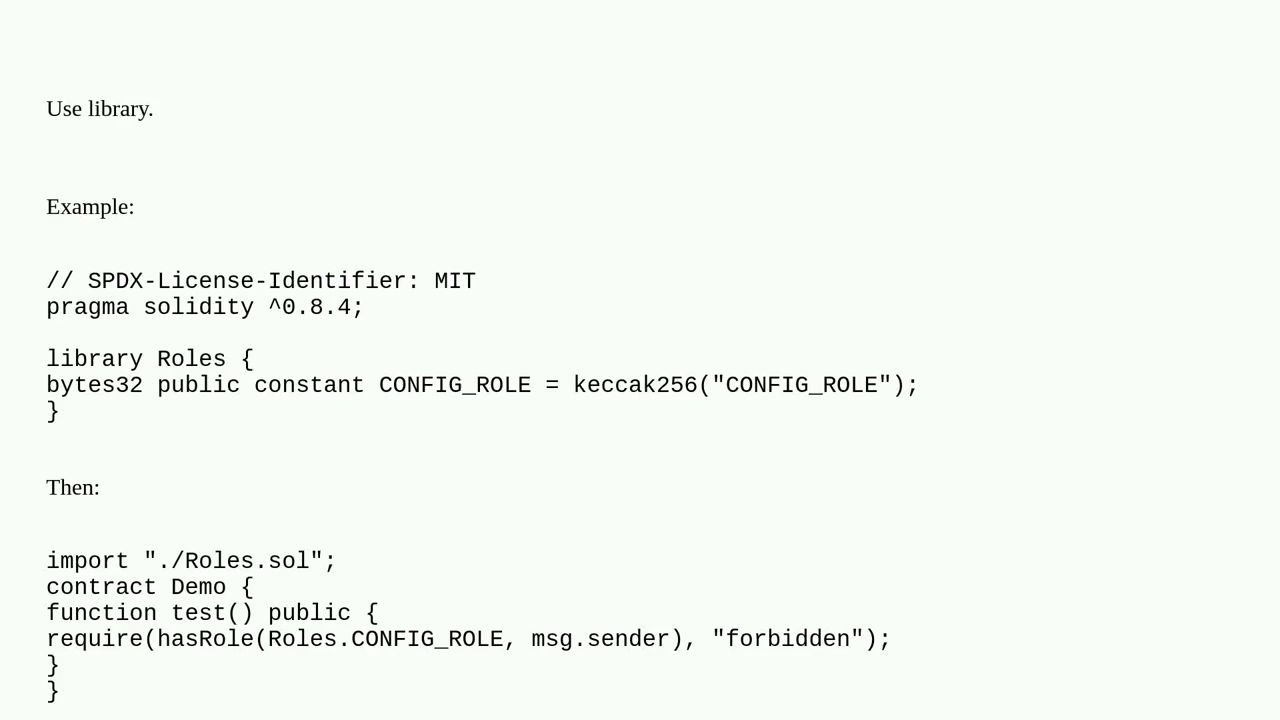 Use library.
Example:
// SPDX-License-Identifier: MIT
pragma solidity ^0.8.4;
library Roles {
bytes32 public constant CONFIG_ROLE = keccak256("CONFIG_ROLE");
}
Then:
import "./Roles.sol";
contract Demo {
function test() public {
require(hasRole(Roles.CONFIG_ROLE, msg.sender), "forbidden");
}
}